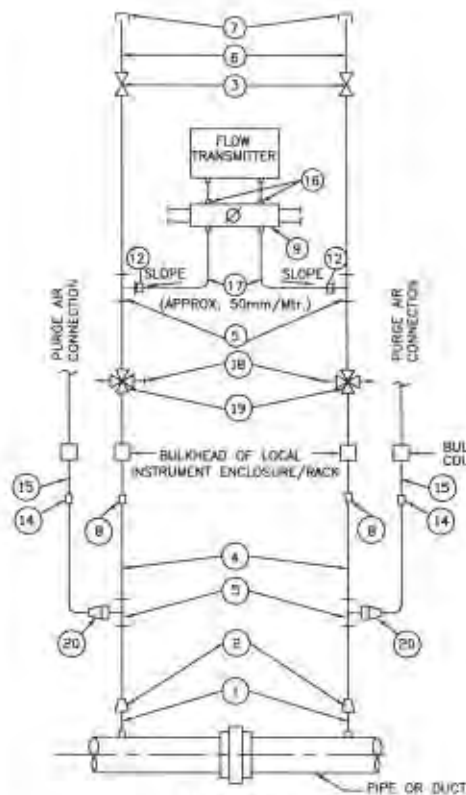 7
6
3
FLOW
TRANSMITTER
16
9
12 12
SLOPE SLOPE
17
(APPROX. 50mm/Mtr.)
5
PURGE AIR
CONNECTION
PURGE AIR
CONNECTION
18
19
BULKHEAD OF LOCAL
INSTRUMENT ENCLOSURE/RACK
BUL
COU
15 15
14 14
8 8
4
5
20 20
2
1
PIPE OR DUCT